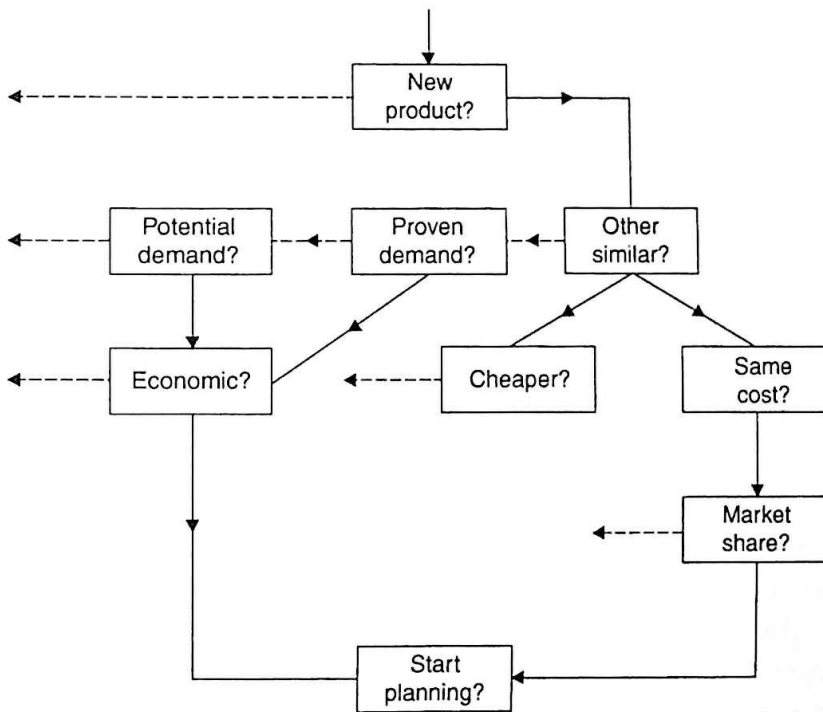 New
product?
Potential
demand?
Proven
demand?
Other
similar?
Economic?
Cheaper?
Same
cost?
Market
share?
Start
planning?